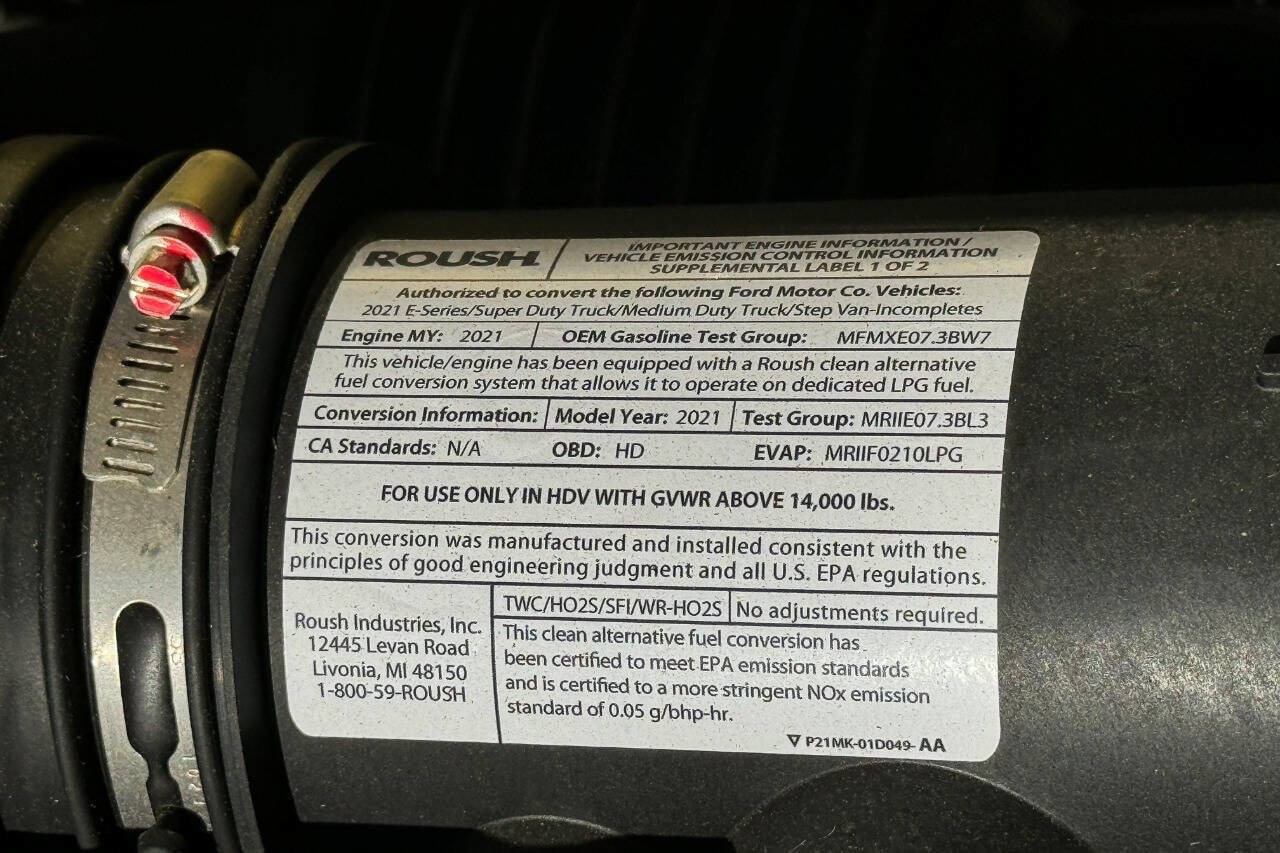 ROUSH
IMPORTANT ENGINE INFORMATION /
VEHICLE EMISSION CONTROL INFORMATION
SUPPLEMENTAL LABEL 1 OF 2
Authorized to convert the following Ford Motor Co. Vehicles:
2021 E-Series/Super Duty Truck/Medium Duty Truck/Step Van-Incompletes
Engine MY: 2021 OEM Gasoline Test Group: MFMXE07.3BW7
This vehicle/engine has been equipped with a Roush clean alternative
fuel conversion system that allows it to operate on dedicated LPG fuel.
Conversion Information: Model Year: 2021 Test Group: MRIIE07.3BL3
CA Standards: N/A OBD: HD EVAP: MRIIF0210LPG
FOR USE ONLY IN HDV WITH GVWR ABOVE 14,000 lbs.
This conversion was manufactured and installed consistent with the
principles of good engineering judgment and all U.S. EPA regulations.
Roush Industries, Inc.
12445 Levan Road
Livonia, MI 48150
1-800-59-ROUSH
TWC/HO2S/SFI/WR-HO2S No adjustments required.
This clean alternative fuel conversion has
been certified to meet EPA emission standards
and is certified to a more stringent NOx emission
standard of 0.05 g/bhp-hr.
P21MK-01D049-AA